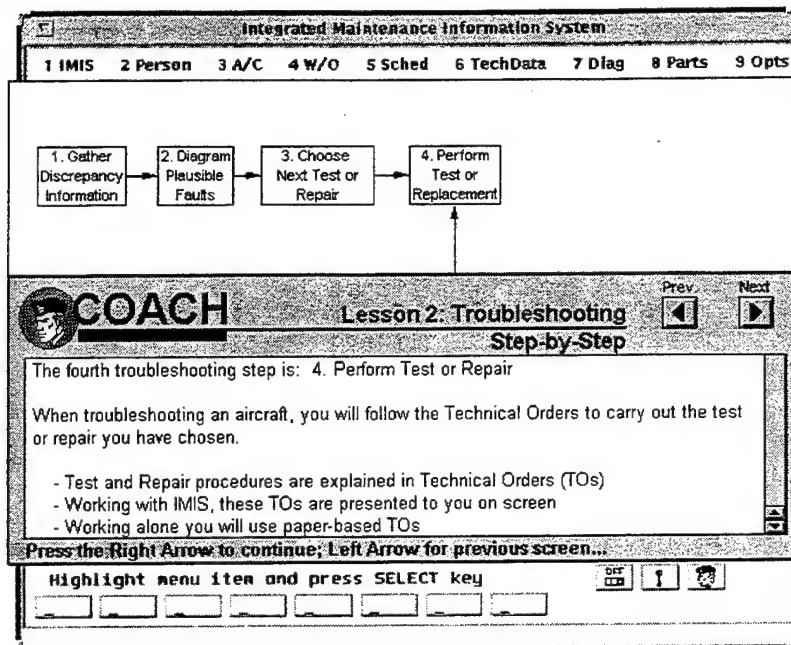 Integrated Maintenance Information System
1 IMIS 2 Person 3 A/C 4 W/O 5 Sched 6 TechData 7 Diag 8 Parts 9 Opts
1. Gather
Discrepancy
Information
2. Diagram
Plausible
Faults
3. Choose
Next Test or
Repair
4. Perform
Test or
Replacement
COACH
Lesson 2: Troubleshooting
Step-by-Step
Prev.
Next
The fourth troubleshooting step is: 4. Perform Test or Repair
When troubleshooting an aircraft, you will follow the Technical Orders to carry out the test
or repair you have chosen.
- Test and Repair procedures are explained in Technical Orders (TOs)
- Working with IMIS, these TOs are presented to you on screen
- Working alone you will use paper-based TOs
Press the Right Arrow to continue; Left Arrow for previous screen...
Highlight menu item and press SELECT key
OFF